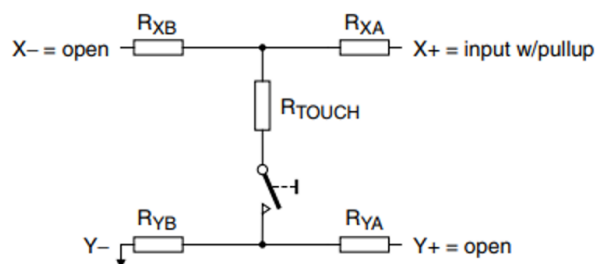 RXB
RXA
X– = open
X+ = input w/pullup
RTOUCH
RYB
RYA
Y–
Y+ = open